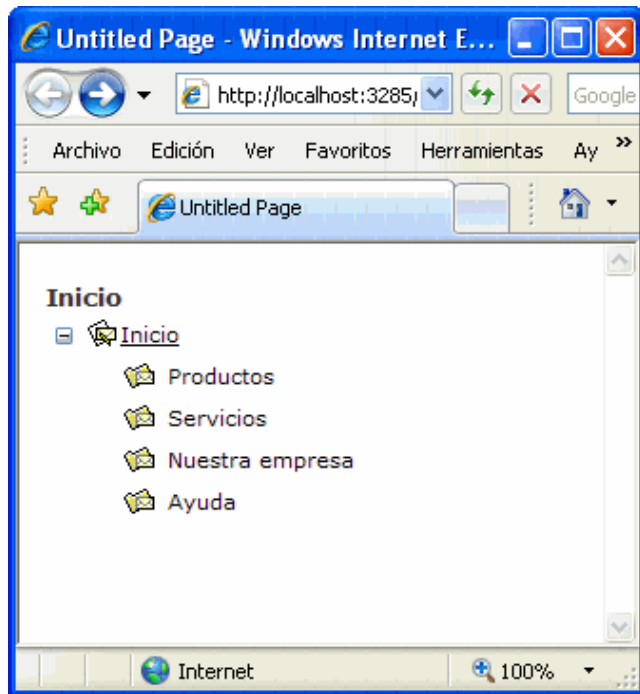 Untitled Page - Windows Internet E...
http://localhost:3285/
Google
Archivo Edición Ver Favoritos Herramientas Ay »
Untitled Page
Inicio
Inicio
Productos
Servicios
Nuestra empresa
Ayuda
Internet 100%